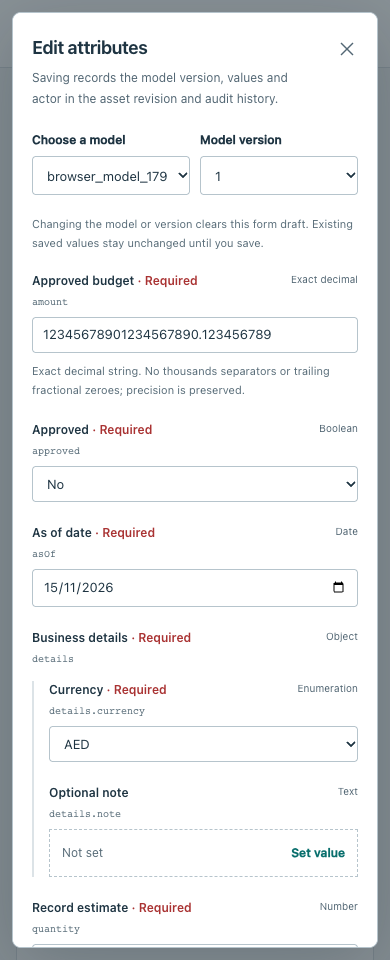 Edit attributes
Saving records the model version, values and
actor in the asset revision and audit history.
Choose a model
Model version
browser_model_179
1
Changing the model or version clears this form draft. Existing
saved values stay unchanged until you save.
Approved budget · Required
Exact decimal
amount
12345678901234567890.123456789
Exact decimal string. No thousands separators or trailing
fractional zeroes; precision is preserved.
Approved · Required
Boolean
approved
No
As of date · Required
Date
asOf
15/11/2026
Business details · Required
Object
details
Currency · Required
Enumeration
details.currency
AED
Optional note
Text
details.note
Not set
Set value
Record estimate · Required
Number
quantity